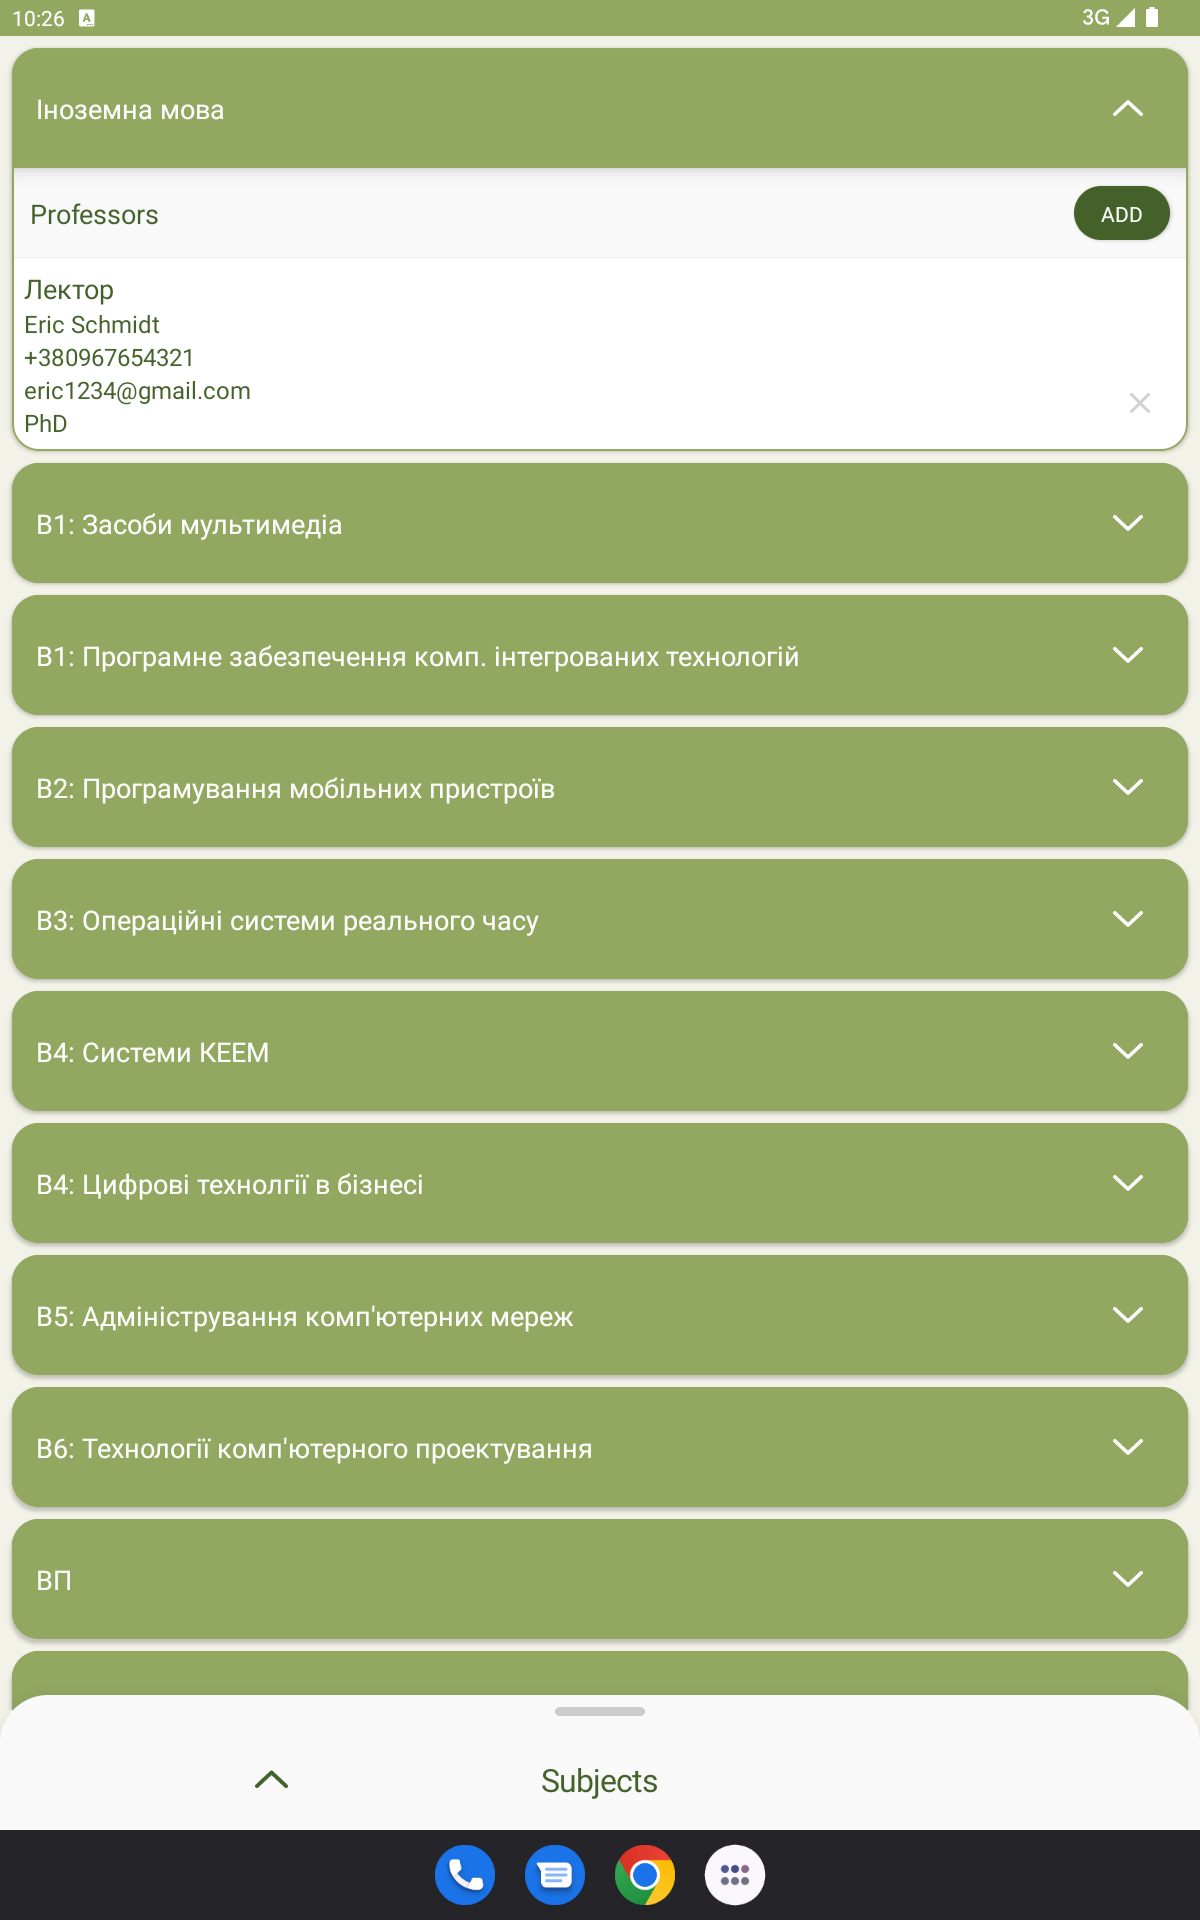 10:26
3G
Іноземна мова
Professors
ADD
Лектор
Eric Schmidt
+380967654321
eric1234@gmail.com
PhD
В1: Засоби мультимедіа
В1: Програмне забезпечення комп. інтегрованих технологій
В2: Програмування мобільних пристроїв
В3: Операційні системи реального часу
В4: Системи КЕЕМ
В4: Цифрові технолгії в бізнесі
В5: Адміністрування комп'ютерних мереж
В6: Технології комп'ютерного проектування
ВП
Subjects